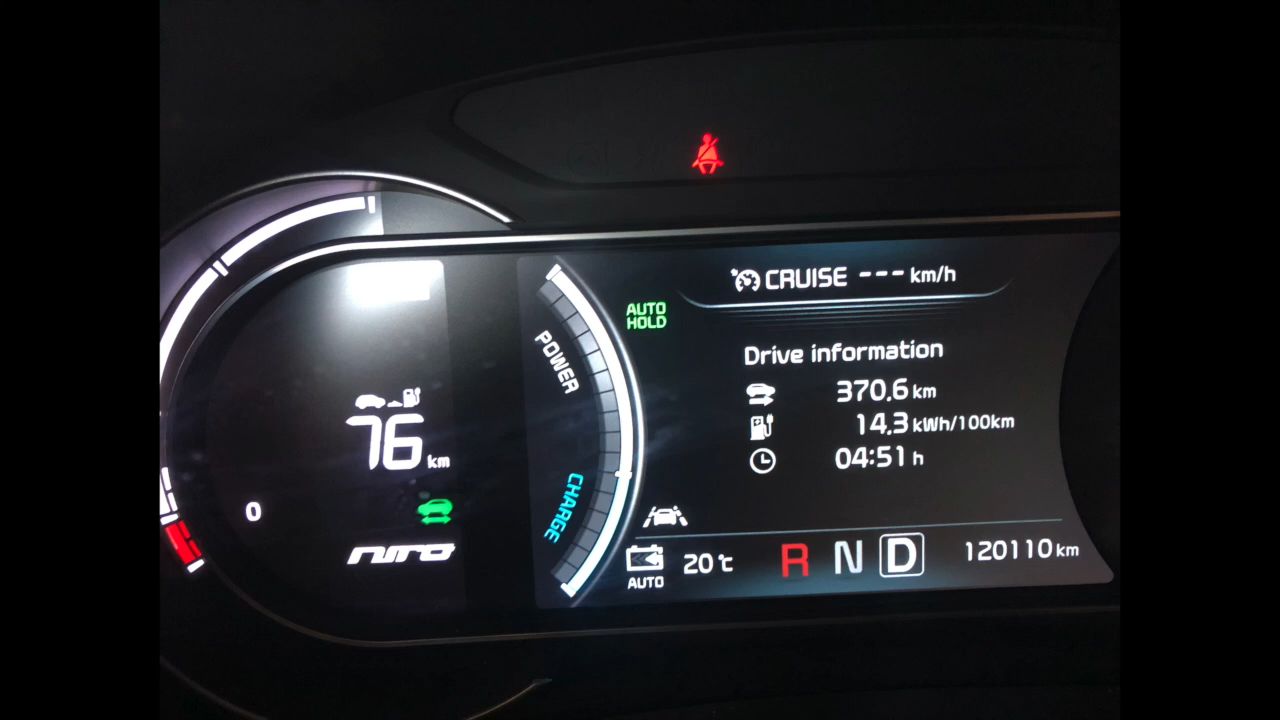 CRUISE --- km/h
AUTO HOLD
Drive information
POWER
370.6 km
14.3 kWh/100km
04:51 h
76 km
CHARGE
0
NIRO
AUTO
20°C
R N D
120110 km